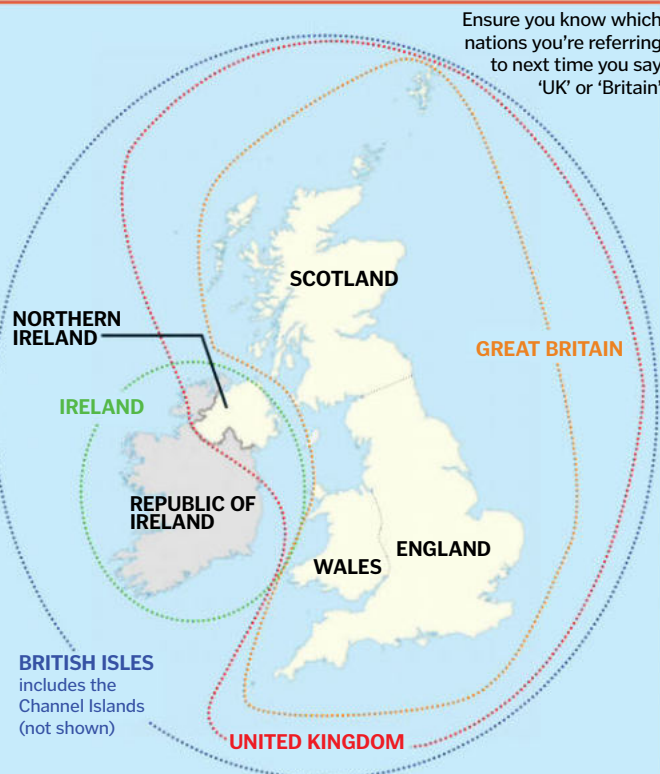 Ensure you know which
nations you're referring
to next time you say
‘UK’ or ‘Britain’
SCOTLAND
NORTHERN
IRELAND
GREAT BRITAIN
IRELAND
REPUBLIC OF
IRELAND
ENGLAND
WALES
BRITISH ISLES
includes the
Channel Islands
(not shown)
UNITED KINGDOM